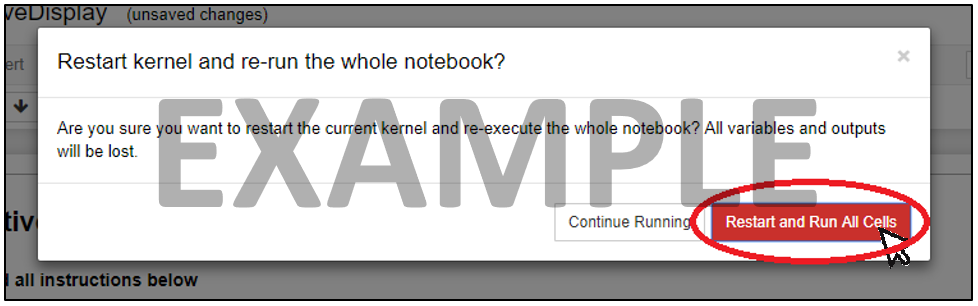 veDisplay (unsaved changes)
ert
Restart kernel and re-run the whole notebook?
×
EXAMPLE
Are you sure you want to restart the current kernel and re-execute the whole notebook? All variables and outputs
will be lost.
Continue Running
Restart and Run All Cells
tive
d all instructions below